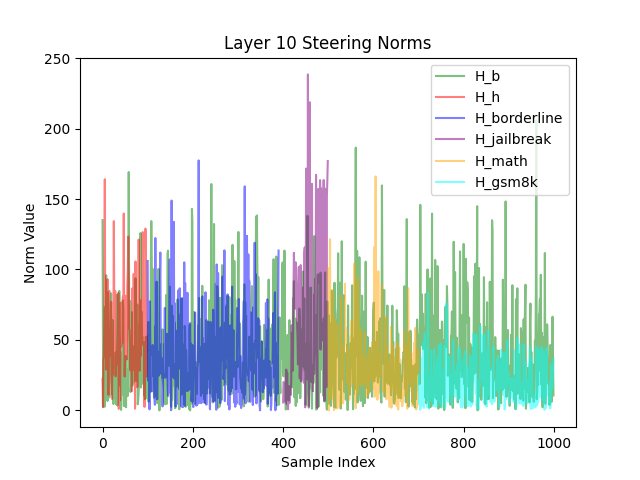 Layer 10 Steering Norms
250
200
150
100
50
0
Norm Value
H_b
H_h
H_borderline
H_jailbreak
H_math
H_gsm8k
0
200
400
600
800
1000
Sample Index